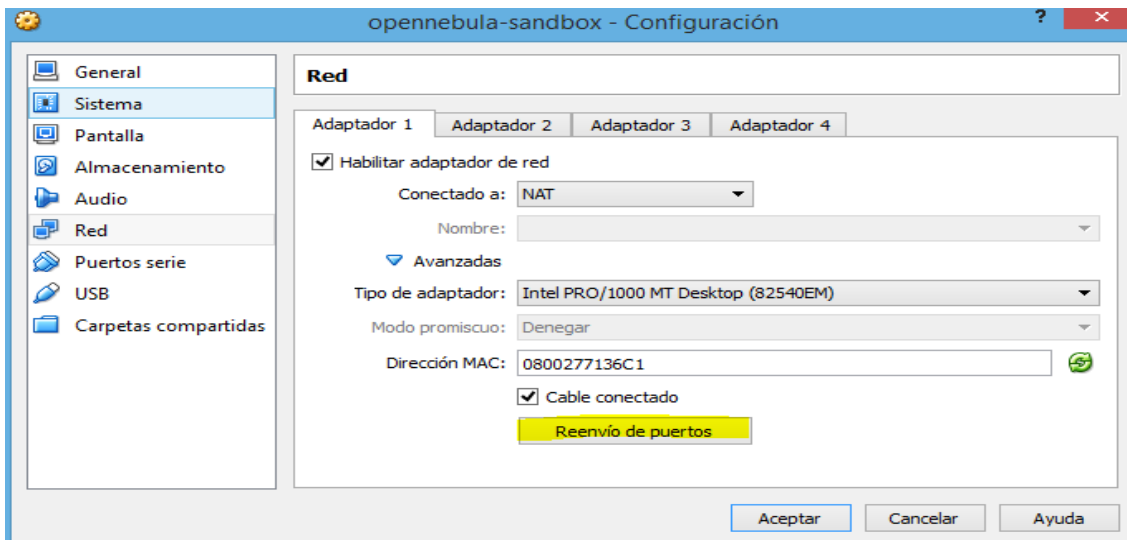 opennebula-sandbox - Configuración
?
General
Sistema
Pantalla
Almacenamiento
Audio
Red
Puertos serie
USB
Carpetas compartidas
Red
Adaptador 1 Adaptador 2 Adaptador 3 Adaptador 4
Habilitar adaptador de red
Conectado a: NAT
Nombre:
Avanzadas
Tipo de adaptador: Intel PRO/1000 MT Desktop (82540EM)
Modo promiscuo: Denegar
Dirección MAC: 0800277136C1
Cable conectado
Reenvío de puertos
Aceptar Cancelar Ayuda